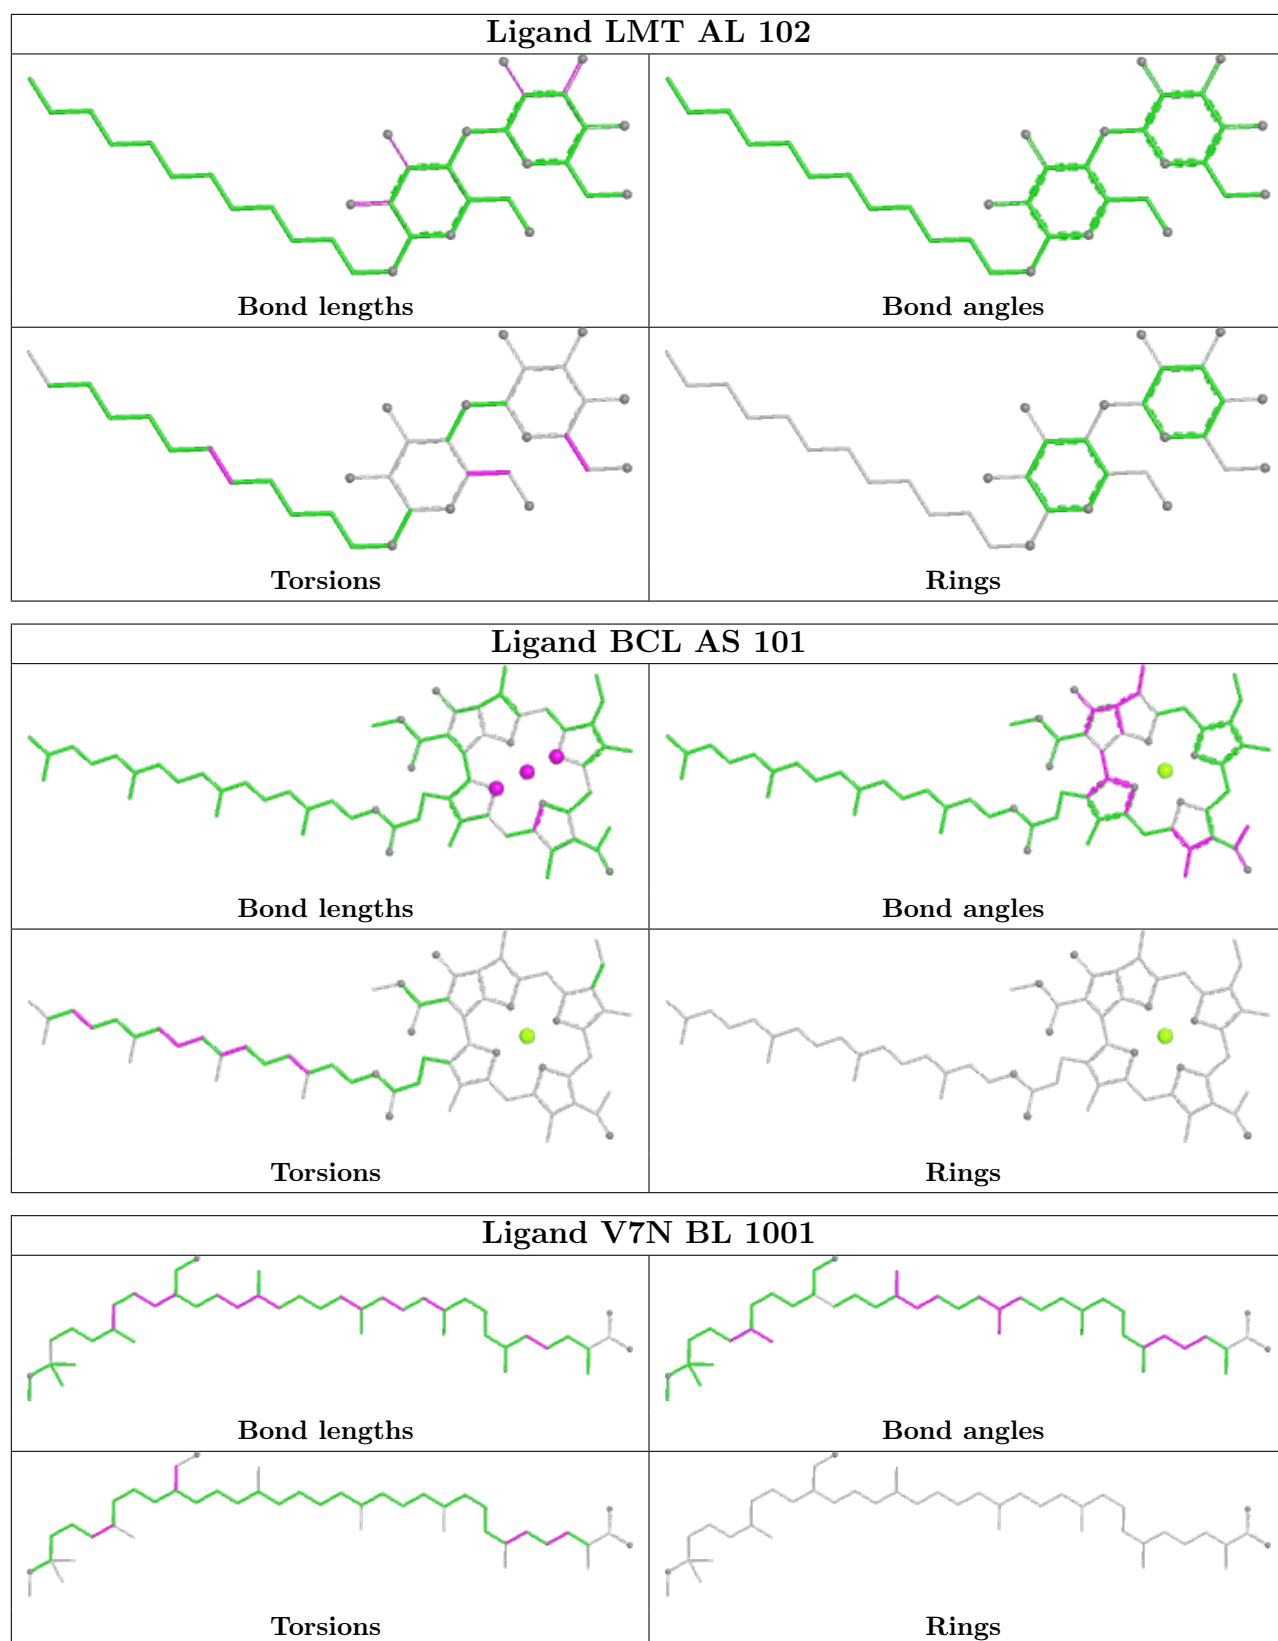 Ligand LMT AL 102
Bond lengths
Bond angles
Torsions
Rings
Ligand BCL AS 101
Bond lengths
Bond angles
Torsions
Rings
Ligand V7N BL 1001
Bond lengths
Bond angles
Torsions
Rings